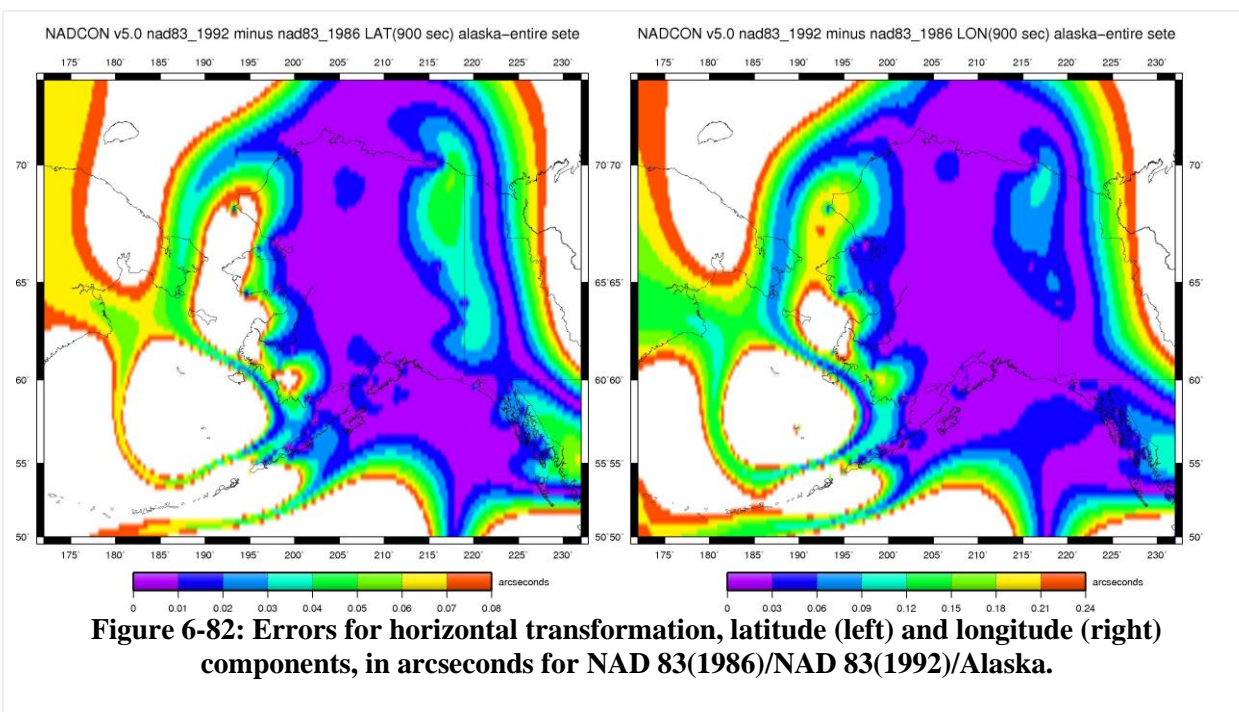 NADCON v5.0 nad83_1992 minus nad83_1986 LAT(900 sec) alaska−entire sete
NADCON v5.0 nad83_1992 minus nad83_1986 LON(900 sec) alaska−entire sete
175˚ 180˚ 185˚ 190˚ 195˚ 200˚ 205˚ 210˚ 215˚ 220˚ 225˚ 230˚
175˚ 180˚ 185˚ 190˚ 195˚ 200˚ 205˚ 210˚ 215˚ 220˚ 225˚ 230˚
70˚ 70˚ 70˚ 70˚
65˚ 65˚ 65˚ 65˚
60˚ 60˚ 60˚ 60˚
55˚ 55˚ 55˚ 55˚
50˚ 50˚ 50˚ 50˚
175˚ 180˚ 185˚ 190˚ 195˚ 200˚ 205˚ 210˚ 215˚ 220˚ 225˚ 230˚
175˚ 180˚ 185˚ 190˚ 195˚ 200˚ 205˚ 210˚ 215˚ 220˚ 225˚ 230˚
arcseconds
0 0.01 0.02 0.03 0.04 0.05 0.06 0.07 0.08
arcseconds
0 0.03 0.06 0.09 0.12 0.15 0.18 0.21 0.24
Figure 6-82: Errors for horizontal transformation, latitude (left) and longitude (right)
components, in arcseconds for NAD 83(1986)/NAD 83(1992)/Alaska.